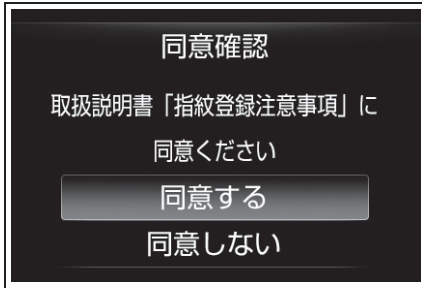 同意確認
取扱説明書「指紋登録注意事項」に
同意ください
同意する
同意しない